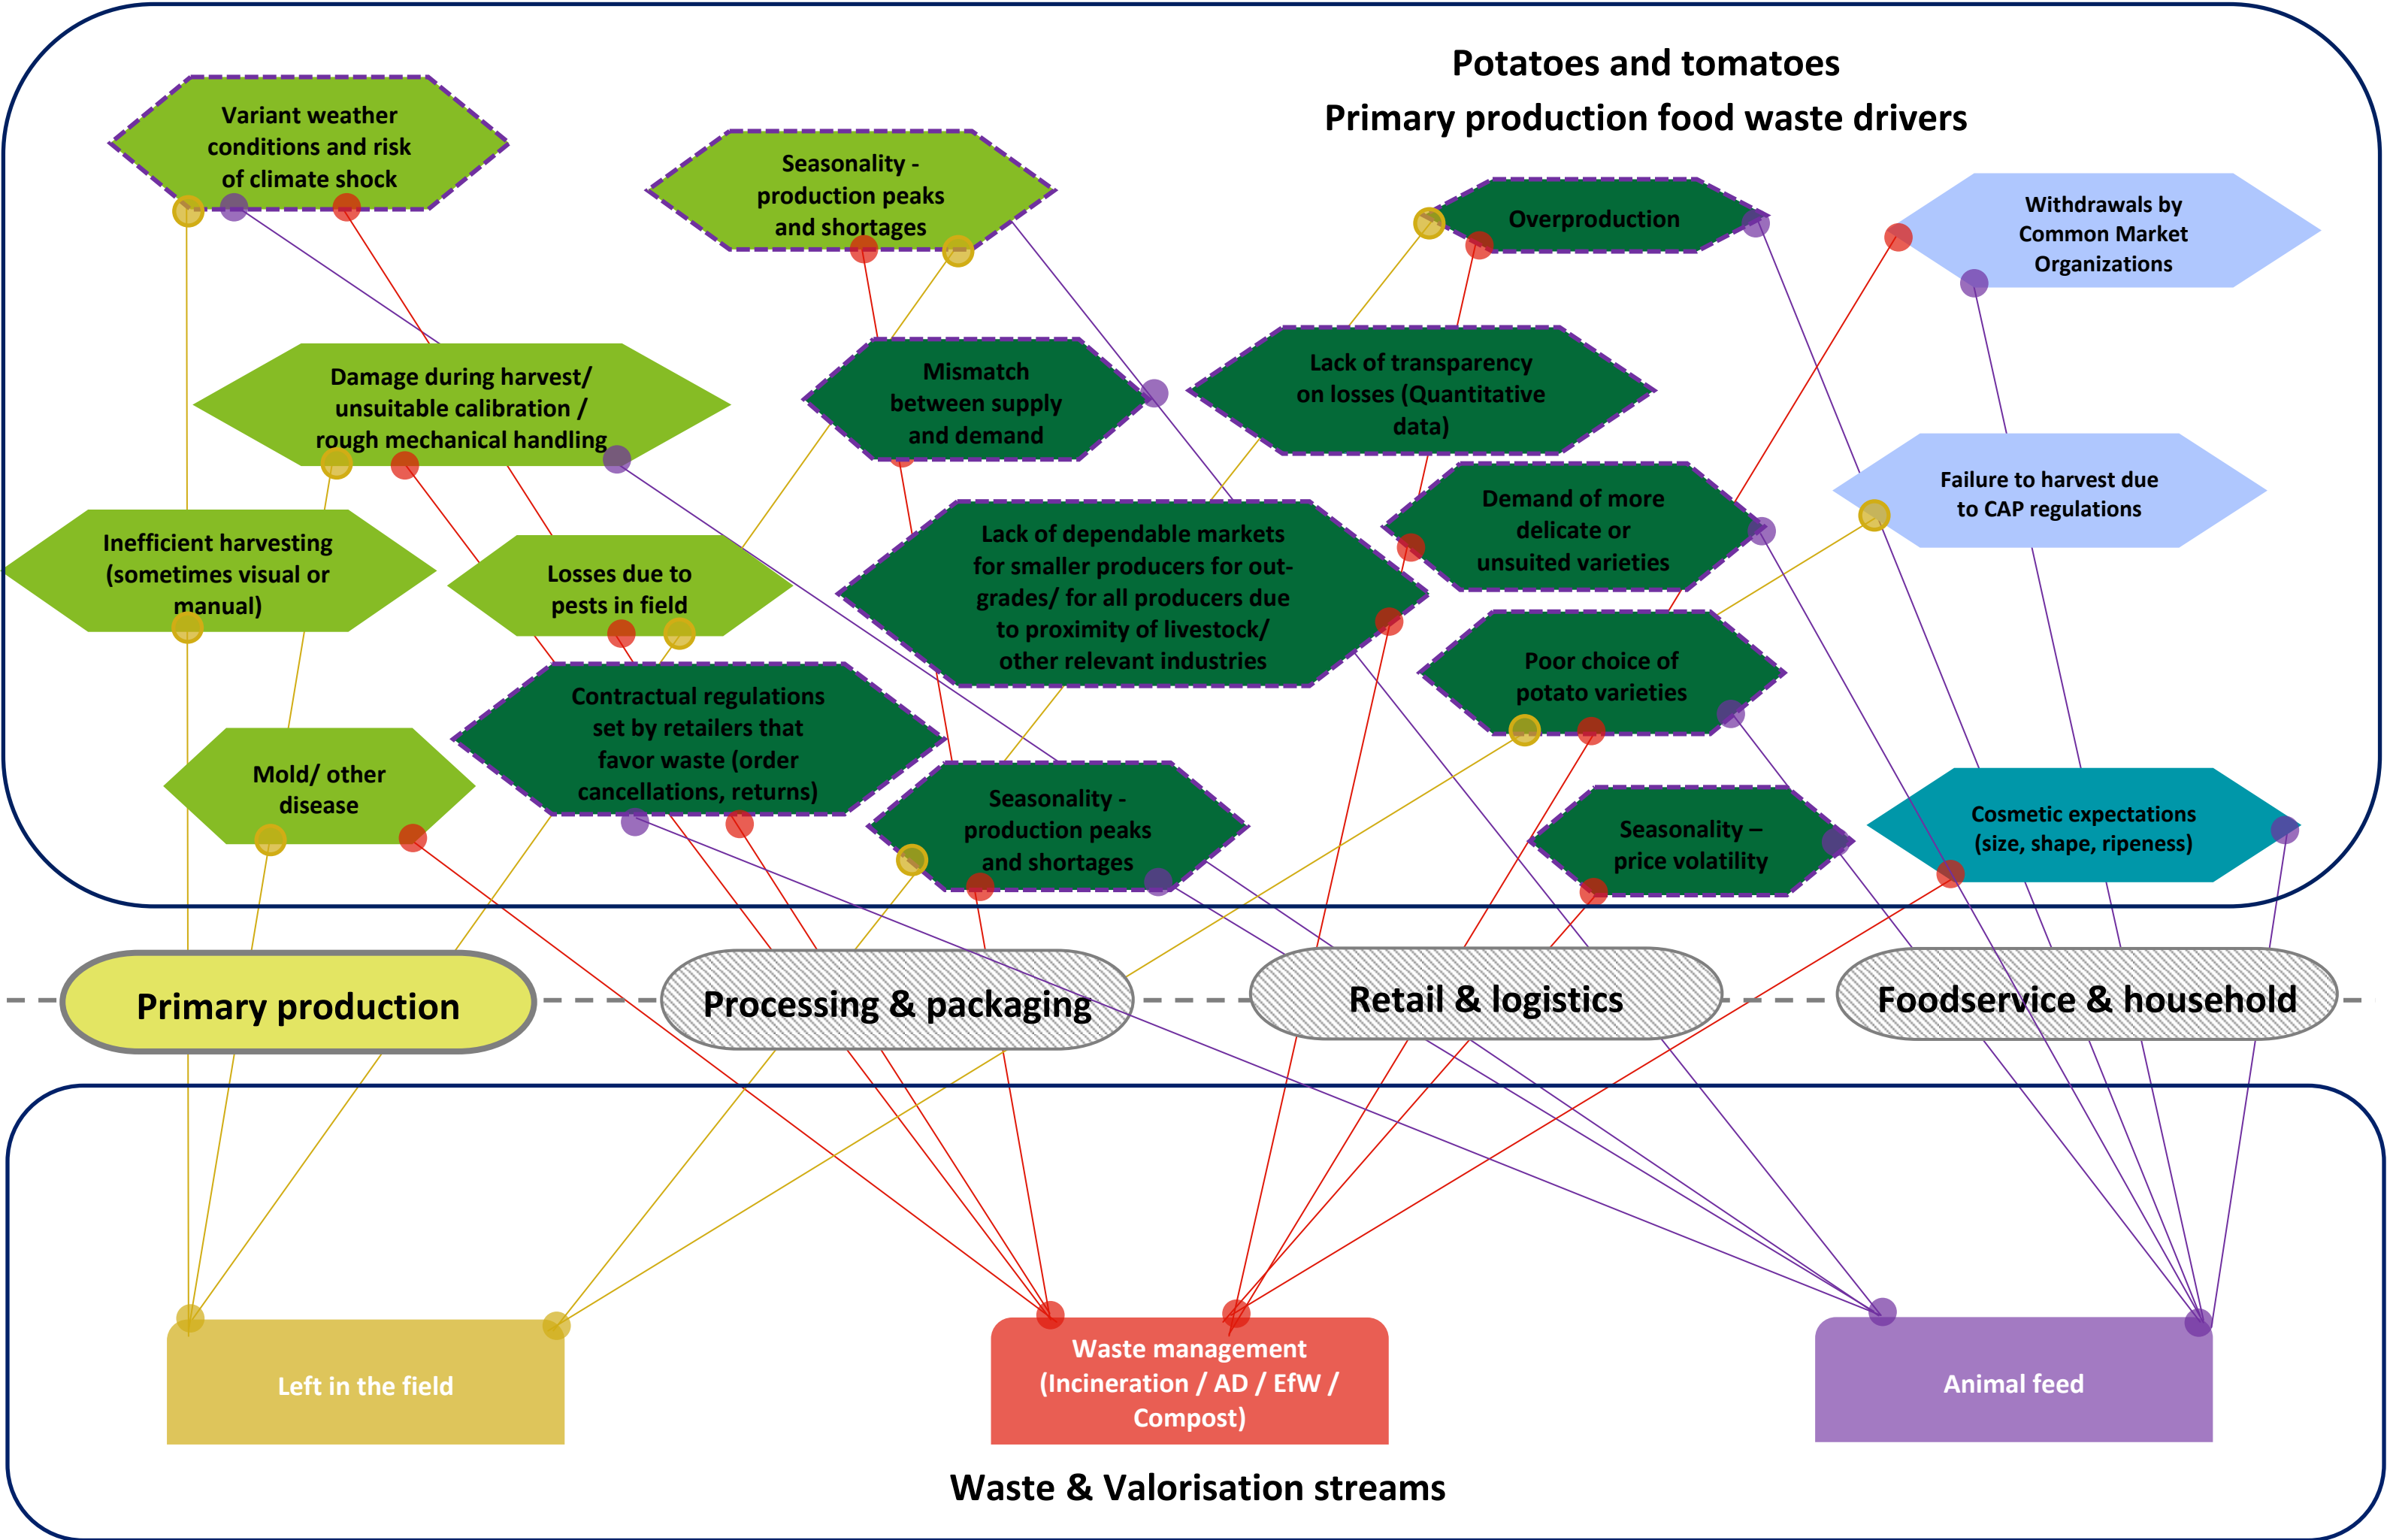 Potatoes and tomatoes
Primary production food waste drivers
Variant weather
conditions and risk
of climate shock
Seasonality -
production peaks
and shortages
Overproduction
Withdrawals by
Common Market
Organizations
Damage during harvest/
unsuitable calibration /
rough mechanical handling
Mismatch
between supply
and demand
Lack of transparency
on losses (Quantitative
data)
Failure to harvest due
to CAP regulations
Inefficient harvesting
(sometimes visual or
manual)
Losses due to
pests in field
Lack of dependable markets
for smaller producers for out-
grades/ for all producers due
to proximity of livestock/
other relevant industries
Demand of more
delicate or
unsuited varieties
Poor choice of
potato varieties
Contractual regulations
set by retailers that
favor waste (order
cancellations, returns)
Mold/ other
disease
Seasonality -
production peaks
and shortages
Seasonality –
price volatility
Cosmetic expectations
(size, shape, ripeness)
Primary production
Processing & packaging
Retail & logistics
Foodservice & household
Left in the field
Waste management
(Incineration / AD / EfW /
Compost)
Animal feed
Waste & Valorisation streams